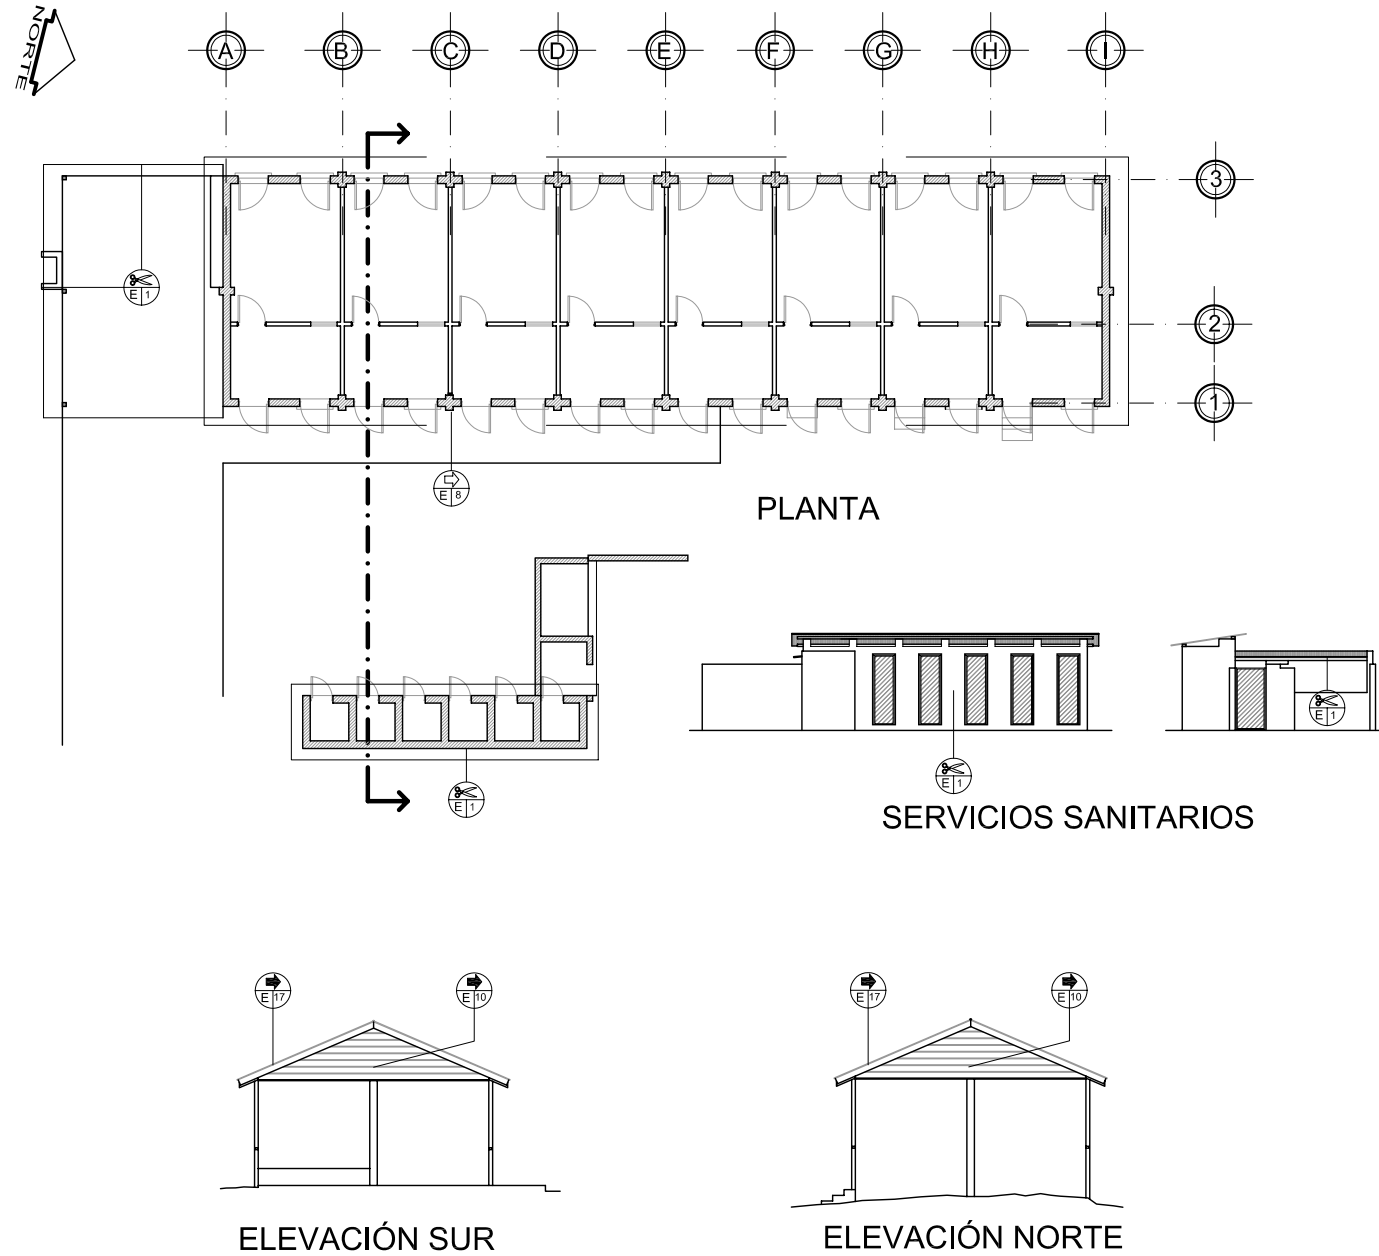 NORTE
A B C D E F G H I
3
E 1
2
1
E 8
PLANTA
E 1
E 1
E 1
SERVICIOS SANITARIOS
E 17
E 10
E 17
E 10
ELEVACIÓN SUR
ELEVACIÓN NORTE